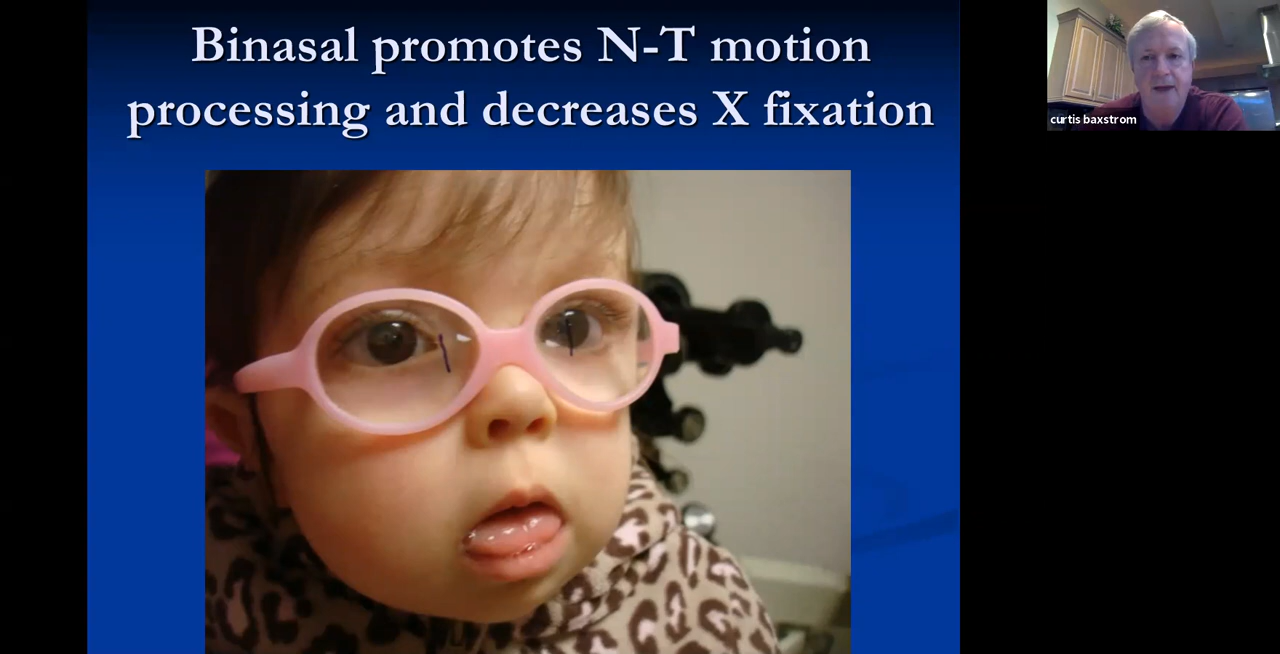 Binasal promotes N-T motion
processing and decreases X fixation
curtis baxstrom